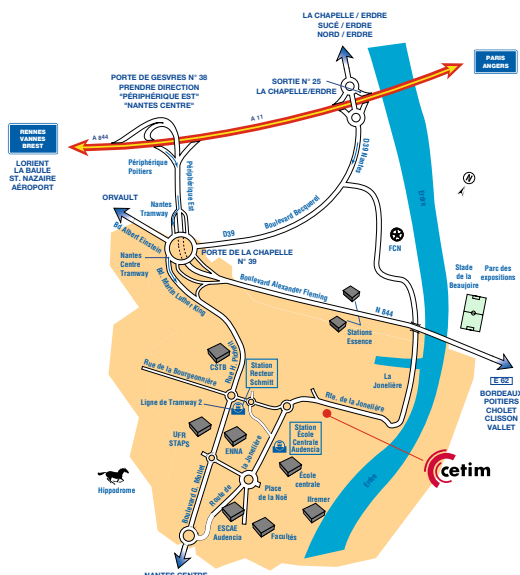 LA CHAPELLE / ERDRE
SUCÉ / ERDRE
NORD / ERDRE
PARIS
ANGERS
PORTE DE GESVRES N° 38
PRENDRE DIRECTION
"PÉRIPHÉRIQUE EST"
"NANTES CENTRE"
SORTIE N° 25
LA CHAPELLE/ERDRE
A 11
A 844
RENNES
VANNES
BREST
LORIENT
LA BAULE
ST. NAZAIRE
AÉROPORT
Périphérique
Poitiers
Périphérique Est
D39 Nantes
Erdre
N
ORVAULT
Nantes
Tramway
Bd Albert Einstein
D39
Boulevard Becquerel
FCN
PORTE DE LA CHAPELLE
N° 39
Nantes
Centre
Tramway
Bd. Martin Luther King
Boulevard Alexander Fleming
N 844
Stade
de la
Beaujoire
Parc des
expositions
Stations
Essence
CSTB
Rue H. Picherit
Rue de la Bourgeonnière
Station
Recteur
Schmitt
La
Jonelière
E 62
BORDEAUX
POITIERS
CHOLET
CLISSON
VALLET
Ligne de Tramway 2
Rte. de la Jonelière
UFR
STAPS
ENNA
Station
École
Centrale
Audencia
cetim
la Jonelière
Route de
École
centrale
Place
de la Noë
Hippodrome
Boulevard G. Mollet
Ifremer
ESCAE
Audencia
Facultés
Erdre
NANTES CENTRE